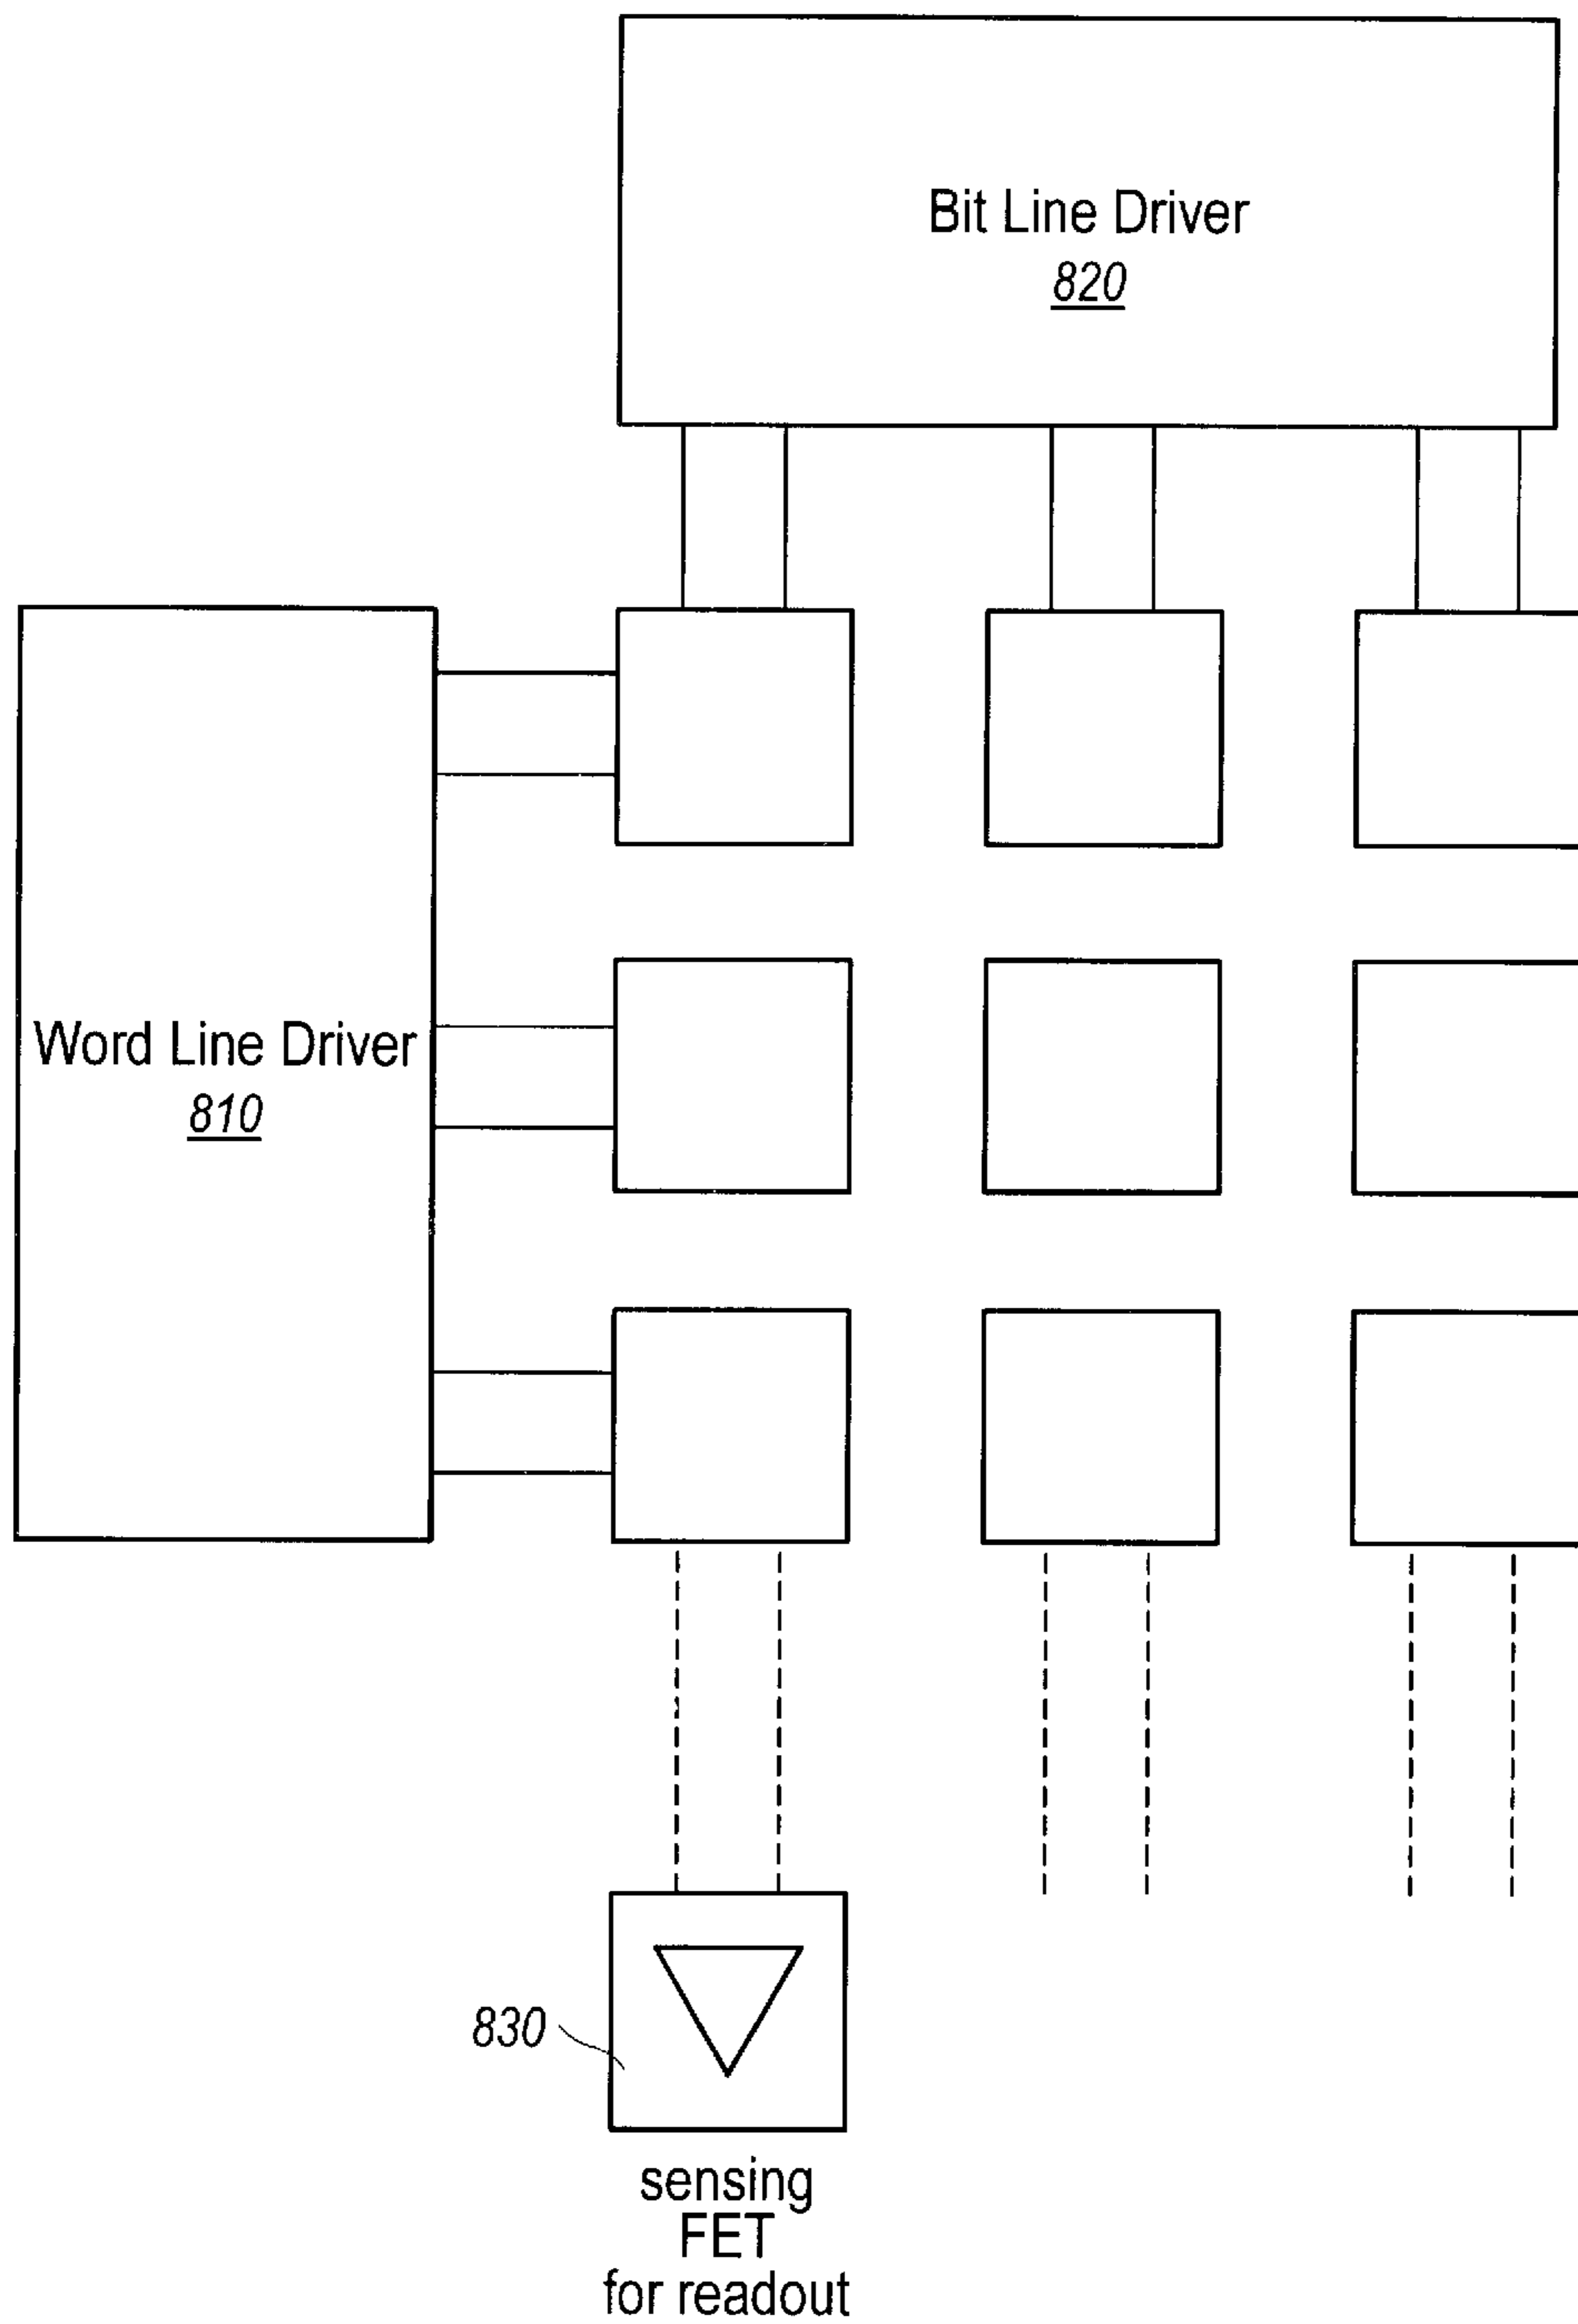 Bit Line Driver
820
Word Line Driver
810
830
sensing
FET
for readout